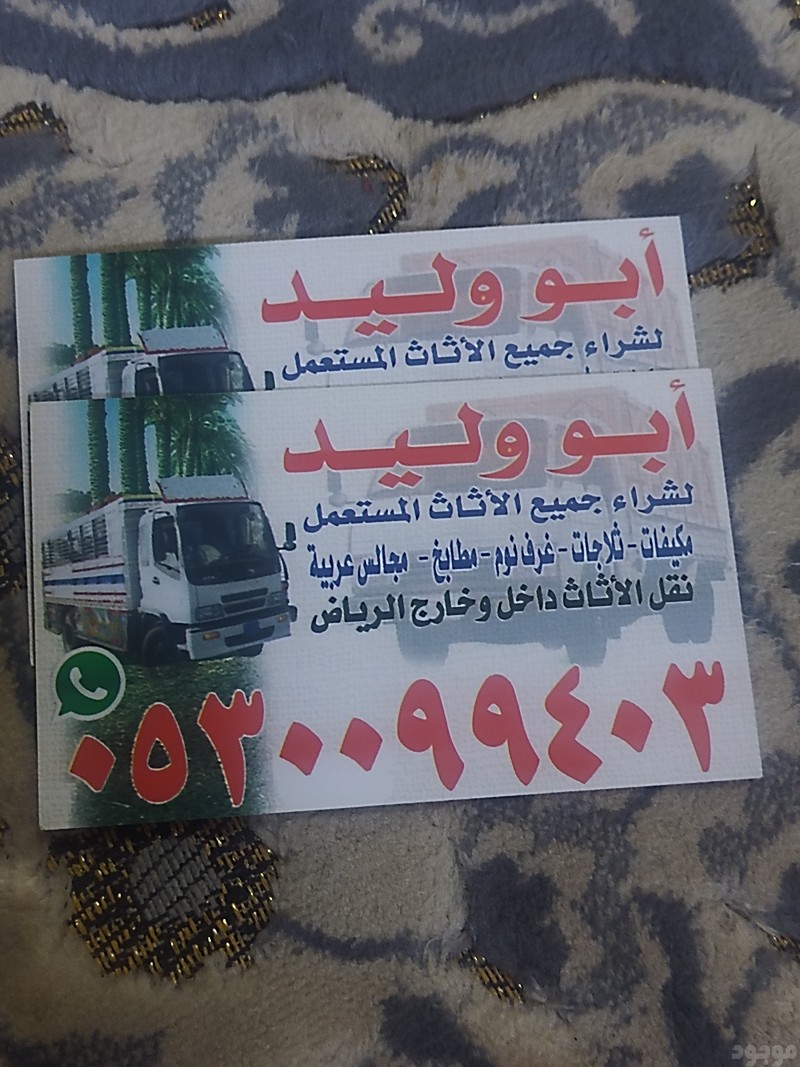 أبو وليد
لشراء جميع الأثاث المستعمل
أبو وليد
لشراء جميع الأثاث المستعمل
مكيفات - ثلاجات - غرف نوم - مطابخ - مجالس عربية
نقل الأثاث داخل وخارج الرياض
٠٥٣٠٠٩٩٤٠٣
موجود